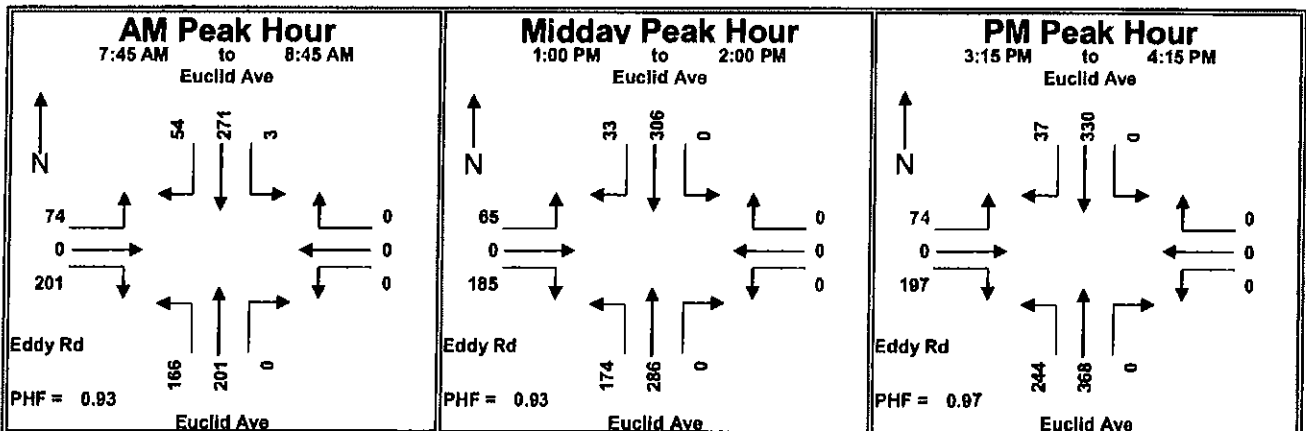 AM Peak Hour
7:45 AM to 8:45 AM
Euclid Ave
N
54 271 3
74
0
201
0
0
0
166 201 0
Eddy Rd
PHF = 0.93
Euclid Ave
Midday Peak Hour
1:00 PM to 2:00 PM
Euclid Ave
N
33 306 0
65
0
185
0
0
0
174 286 0
Eddy Rd
PHF = 0.93
Euclid Ave
PM Peak Hour
3:15 PM to 4:15 PM
Euclid Ave
N
37 330 0
74
0
197
0
0
0
244 368 0
Eddy Rd
PHF = 0.97
Euclid Ave